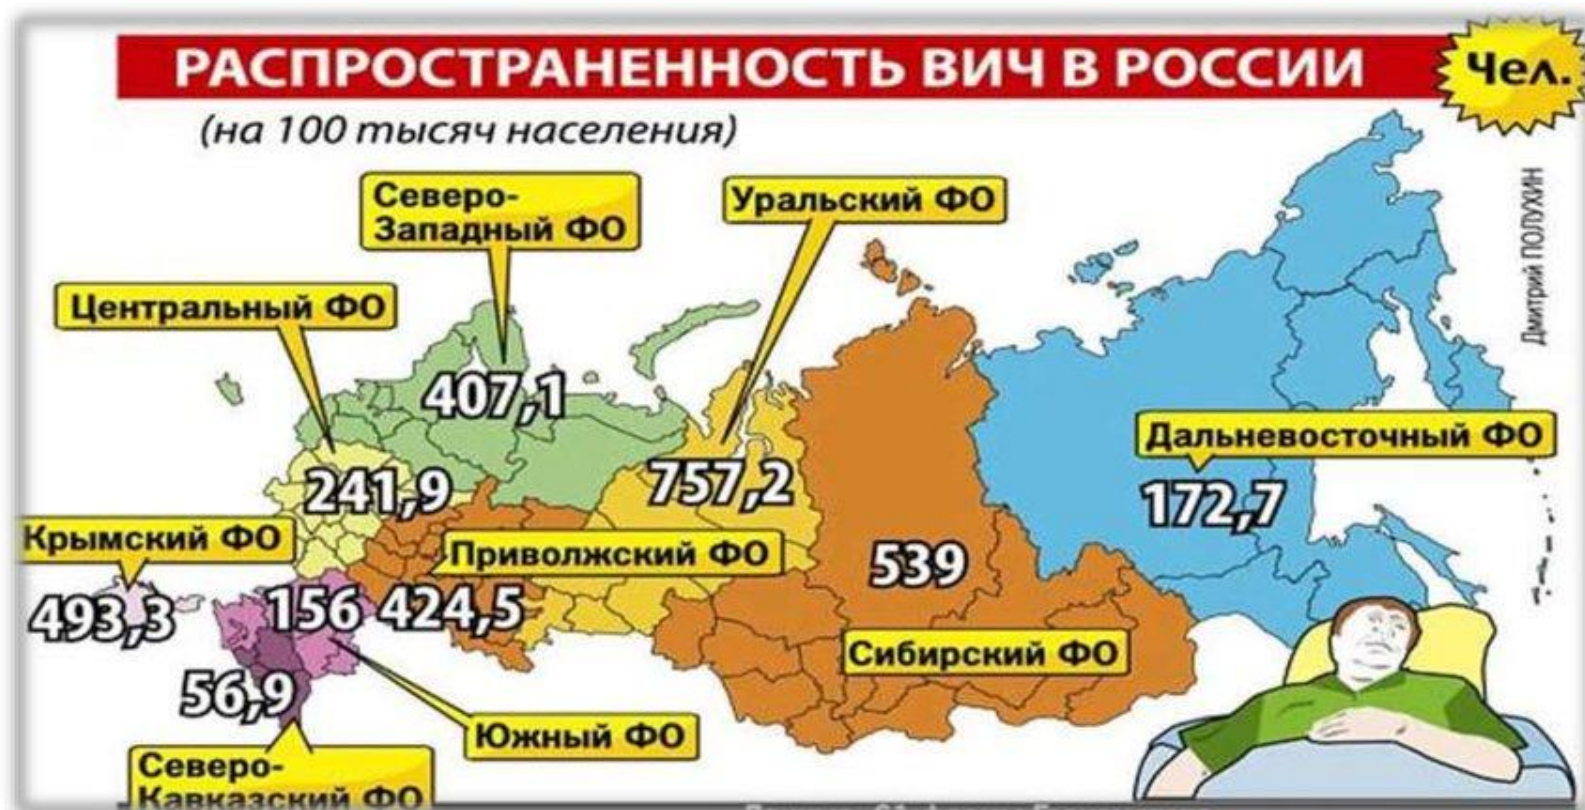 РАСПРОСТРАНЕННОСТЬ ВИЧ В РОССИИ
Чел.
(на 100 тысяч населения)
Северо-
Западный ФО
Уральский ФО
Центральный ФО
407,1
Дальневосточный ФО
241,9
757,2
172,7
Крымский ФО
Приволжский ФО
539
493,3
156
424,5
Сибирский ФО
56,9
Южный ФО
Северо-
Кавказский ФО
Дмитрий ПОЛУХИН